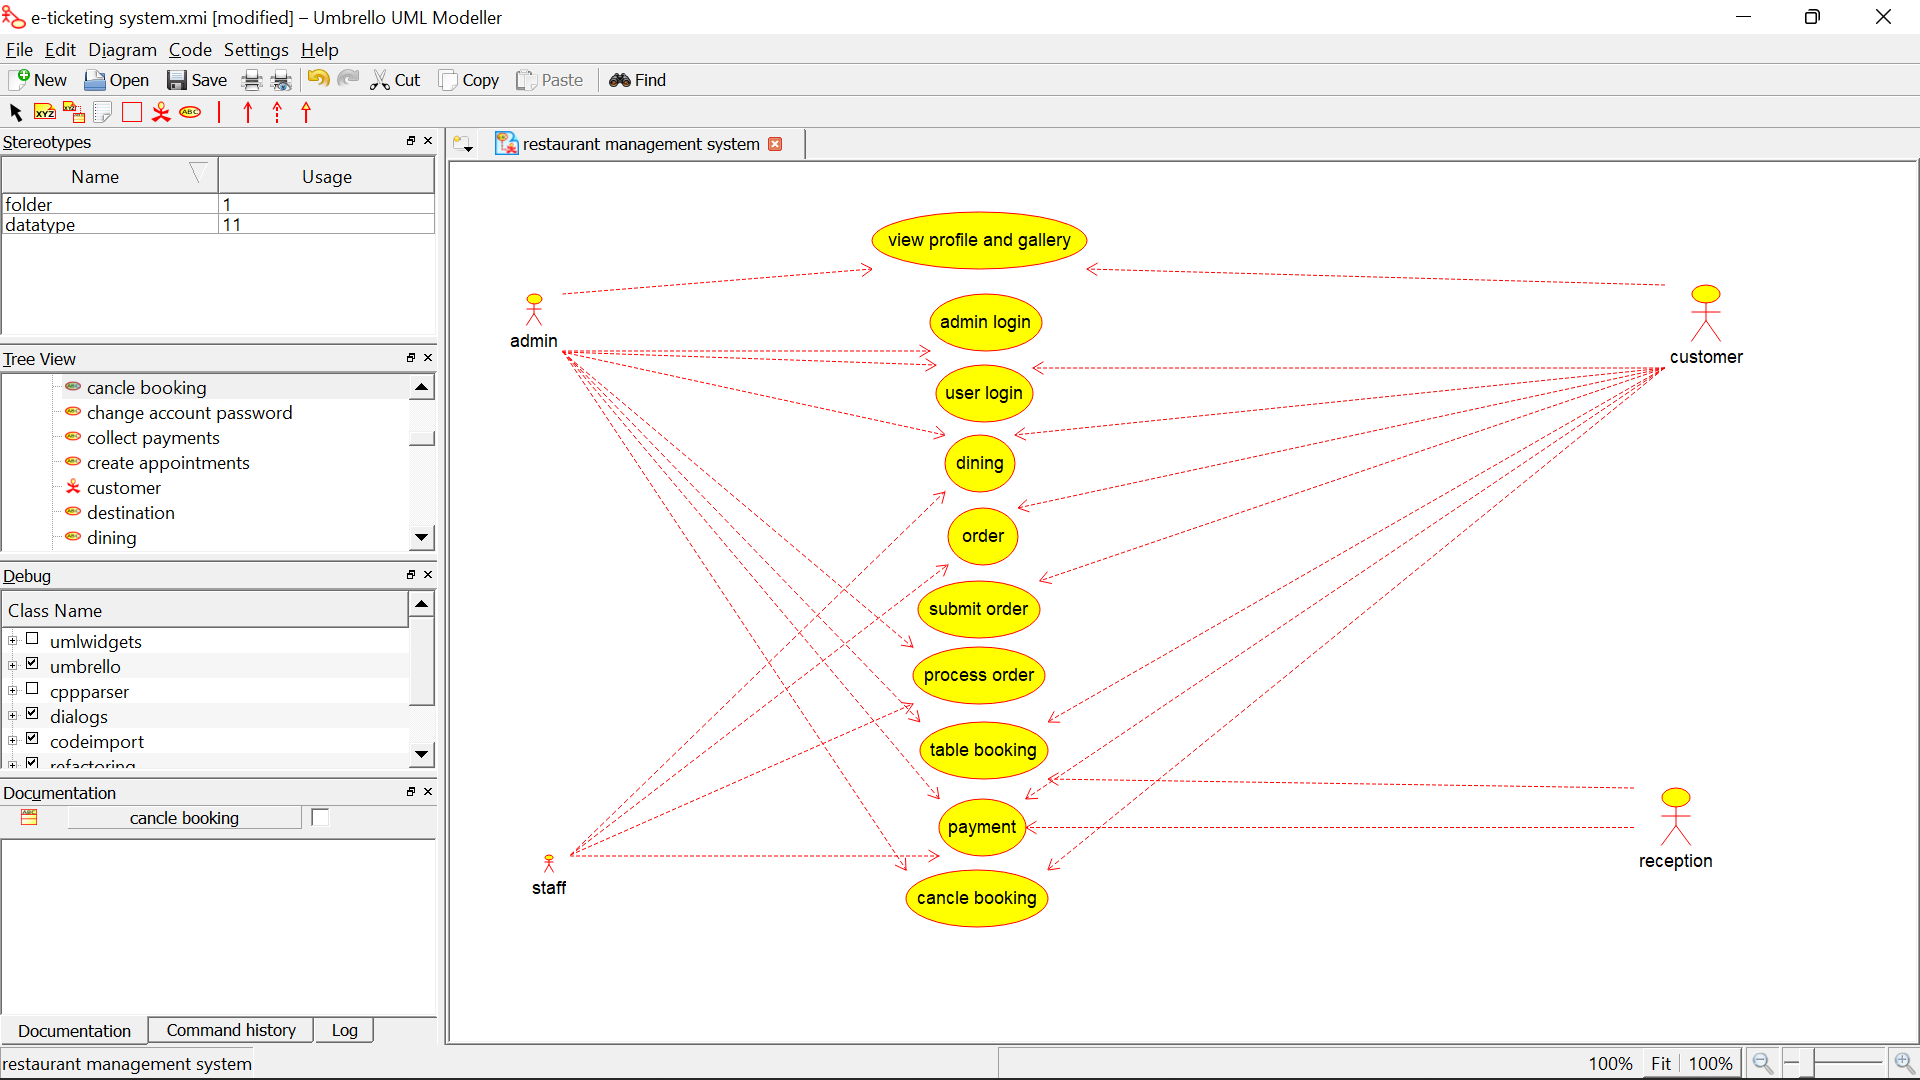 e-ticketing system.xmi [modified] – Umbrello UML Modeller
File Edit Diagram Code Settings Help
New Open Save Cut Copy Paste Find
XYZ XYZ ABC
Stereotypes
restaurant management system
Name Usage
folder 1
datatype 11
Tree View
cancle booking
change account password
collect payments
create appointments
customer
destination
dining
Debug
Class Name
umlwidgets
umbrello
cppparser
dialogs
codeimport
refactoring
Documentation
cancle booking
Documentation Command history Log
view profile and gallery
admin login
admin
customer
user login
dining
order
submit order
process order
table booking
payment
reception
staff
cancle booking
restaurant management system
100% Fit 100%